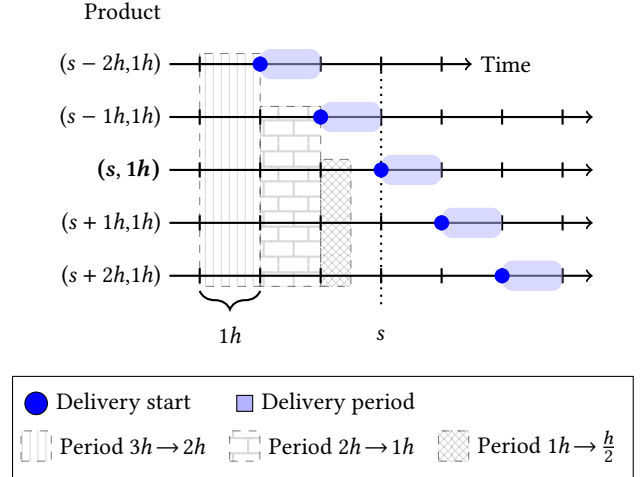 Product
(s − 2h,1h)
Time
(s − 1h,1h)
(s, 1h)
(s + 1h,1h)
(s + 2h,1h)
1h
s
Delivery start
Delivery period
Period 3h→2h
Period 2h→1h
Period 1h→h/2